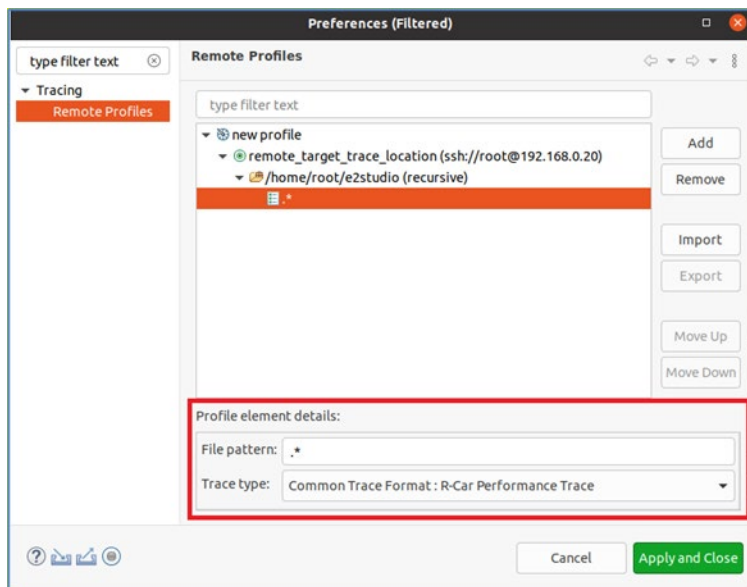 Preferences (Filtered)
type filter text
Tracing
Remote Profiles
Remote Profiles
type filter text
new profile
remote_target_trace_location (ssh://root@192.168.0.20)
/home/root/e2studio (recursive)
.*
Add
Remove
Import
Export
Move Up
Move Down
Profile element details:
File pattern: .*
Trace type: Common Trace Format : R-Car Performance Trace
Cancel
Apply and Close